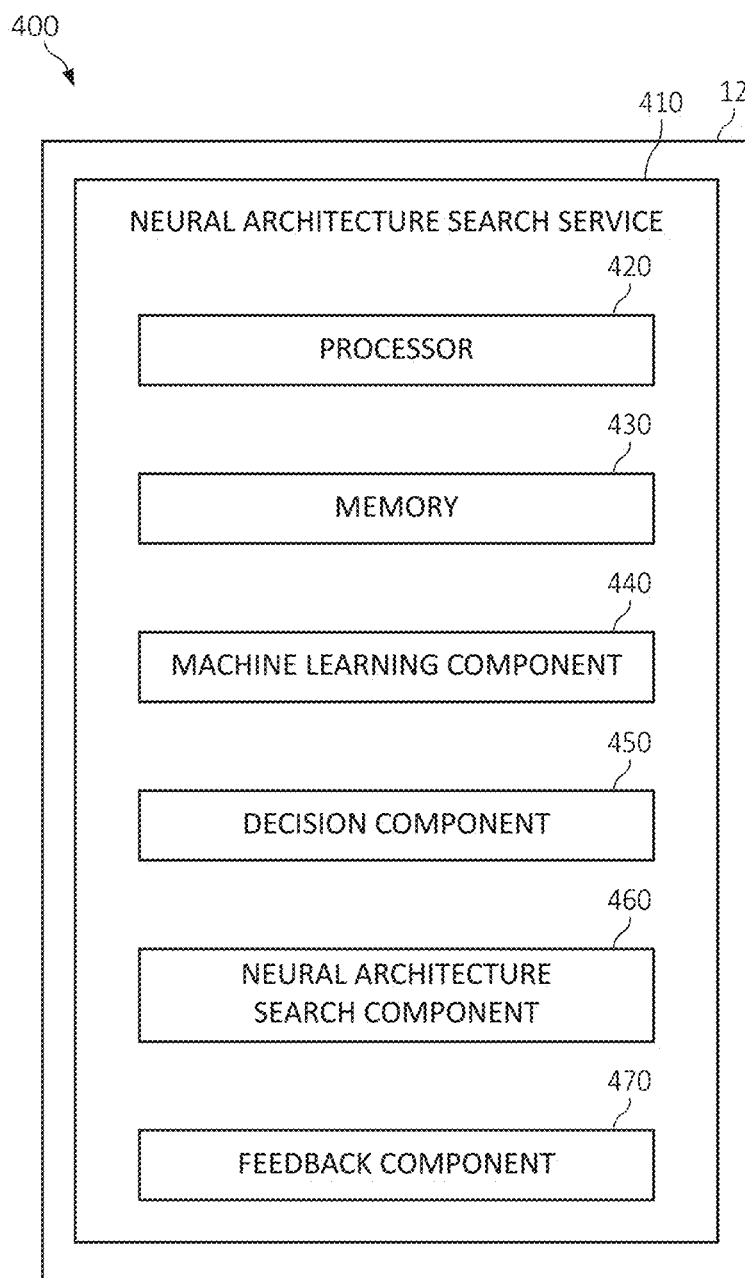 400
12
410
NEURAL ARCHITECTURE SEARCH SERVICE
420
PROCESSOR
430
MEMORY
440
MACHINE LEARNING COMPONENT
450
DECISION COMPONENT
460
NEURAL ARCHITECTURE
SEARCH COMPONENT
470
FEEDBACK COMPONENT